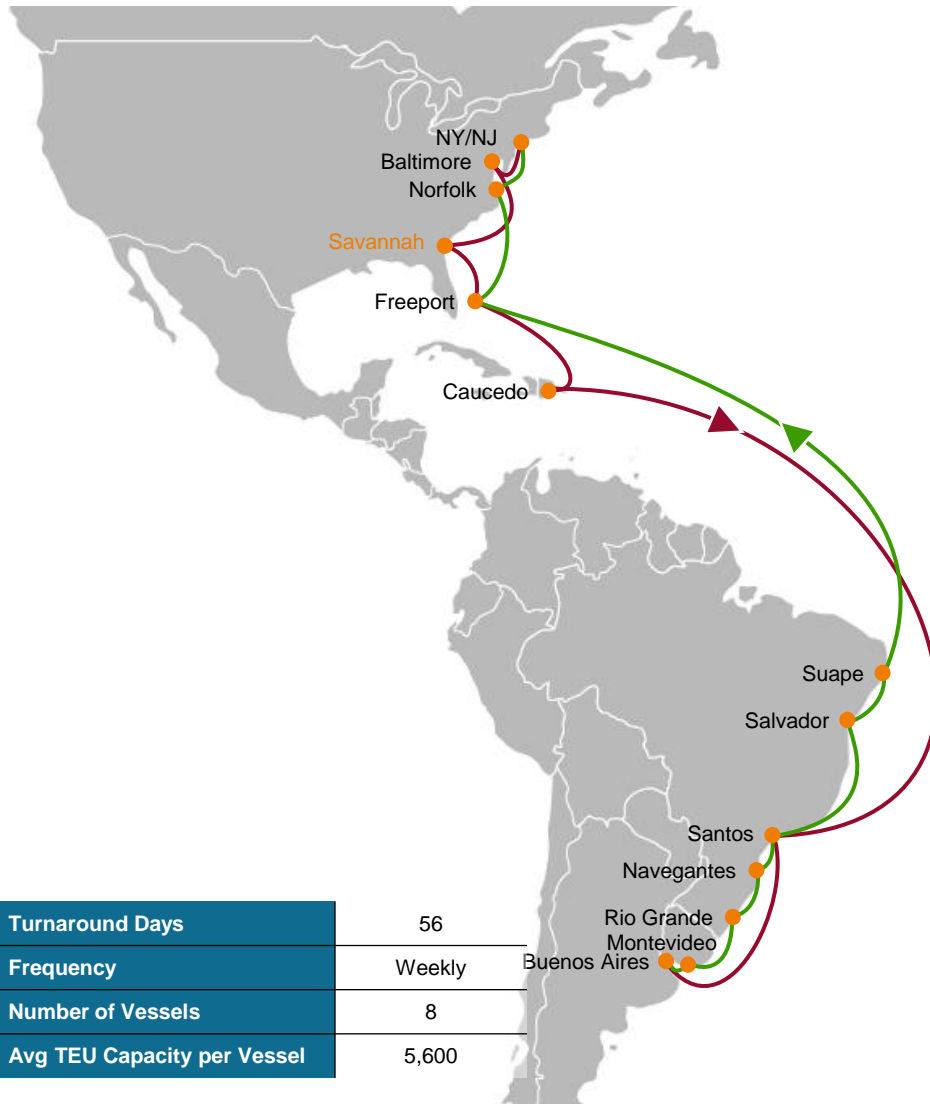 NY/NJ
Baltimore
Norfolk
Savannah
Freeport
Caucedo
Suape
Salvador
Santos
Navegantes
Rio Grande
Montevideo
Buenos Aires
Turnaround Days 56
Frequency Weekly
Number of Vessels 8
Avg TEU Capacity per Vessel 5,600